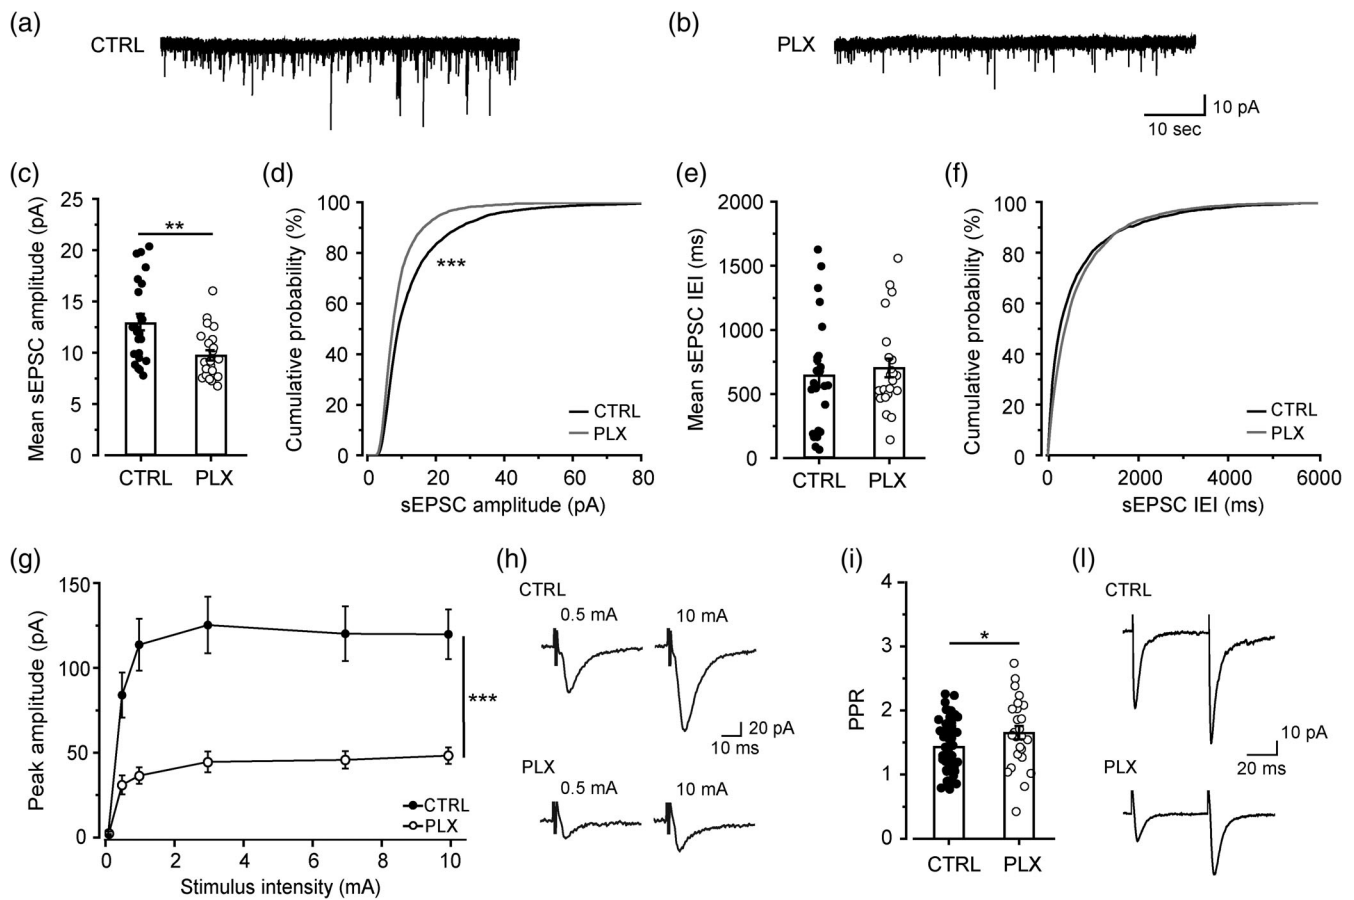 (a)
CTRL
(b)
PLX
10 pA
10 sec
(c)
Mean sEPSC amplitude (pA)
25
20
15
10
5
0
**
CTRL PLX
(d)
Cumulative probability (%)
100
80
60
40
20
0
***
CTRL
PLX
0 20 40 60 80
sEPSC amplitude (pA)
(e)
Mean sEPSC IEI (ms)
2000
1500
1000
500
0
CTRL PLX
(f)
Cumulative probability (%)
100
80
60
40
20
0
CTRL
PLX
0 2000 4000 6000
sEPSC IEI (ms)
(g)
Peak amplitude (pA)
150
100
50
0
***
CTRL
PLX
0 2 4 6 8 10
Stimulus intensity (mA)
(h)
CTRL
0.5 mA 10 mA
20 pA
10 ms
PLX
0.5 mA 10 mA
(i)
PPR
4
3
2
1
0
*
CTRL PLX
(l)
CTRL
10 pA
20 ms
PLX